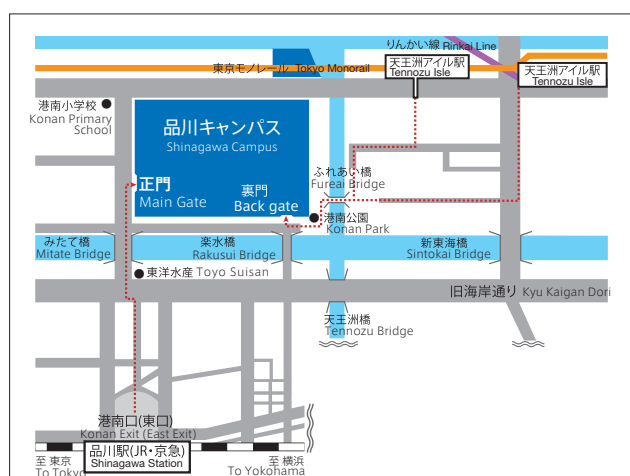 りんかい線 Rinkai Line
東京モノレール Tokyo Monorail
天王洲アイル駅
Tennozu Isle
天王洲アイル駅
Tennozu Isle
港南小学校
Konan Primary
School
品川キャンパス
Shinagawa Campus
正門
Main Gate
裏門
Back gate
ふれあい橋
Fureai Bridge
港南公園
Konan Park
みたて橋
Mitate Bridge
楽水橋
Rakusui Bridge
新東海橋
Sintokai Bridge
東洋水産 Toyo Suisan
旧海岸通り Kyu Kaigan Dori
天王洲橋
Tennozu Bridge
港南口(東口)
Konan Exit (East Exit)
至 東京
To Tokyo
品川駅(JR・京急)
Shinagawa Station
至 横浜
To Yokohama